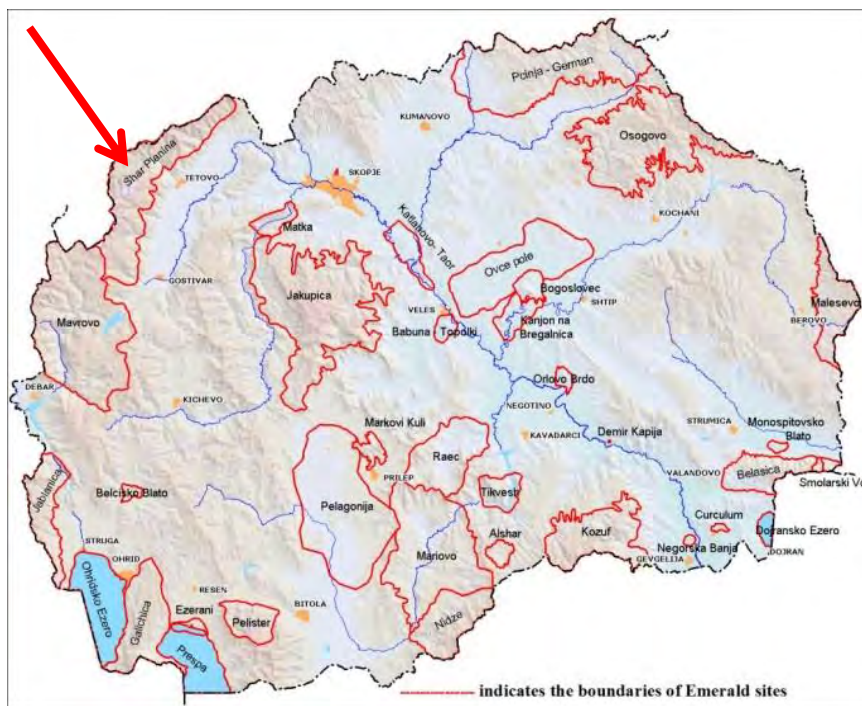 Pcinja - German
KUMANOVO
Osogovo
Shar Planina
TETOVO
SKOPJE
KOCHANI
Matka
Katlanovo- Taor
Ovce pole
GOSTIVAR
Jakupica
Bogoslovec
SHTIP
Malesevo
Mavrovo
VELES
Kanjon na
Bregalnica
BEROVO
Babuna
Topolki
DEBAR
KICHEVO
Orlovo Brdo
NEGOTINO
Markovi Kuli
STRUMICA
Monospitovsko
Blato
Demir Kapija
KAVADARCI
Raec
PRILEP
VALANDOVO
Belasica
Smolarski Vo
Jablanica
Belcisko Blato
Pelagonija
Tikvest
Curculum
Dojransko Ezero
STRUGA
Alshar
Kozuf
Mariovo
Negorska Banja
DOJRAN
OHRID
GEVGELIJA
Ohridsko Ezero
Galichica
RESEN
Ezerani
Pelister
BITOLA
Nidze
Prespa
indicates the boundaries of Emerald sites